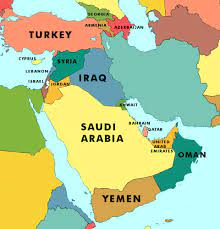 GEORGIA
ARMENIA
AZERBAIJAN
TURKEY
CYPRUS
SYRIA
LEBANON
ISRAEL
JORDAN
IRAQ
KUWAIT
SAUDI
ARABIA
BAHRAIN
QATAR
UNITED ARAB
EMIRATES
OMAN
YEMEN